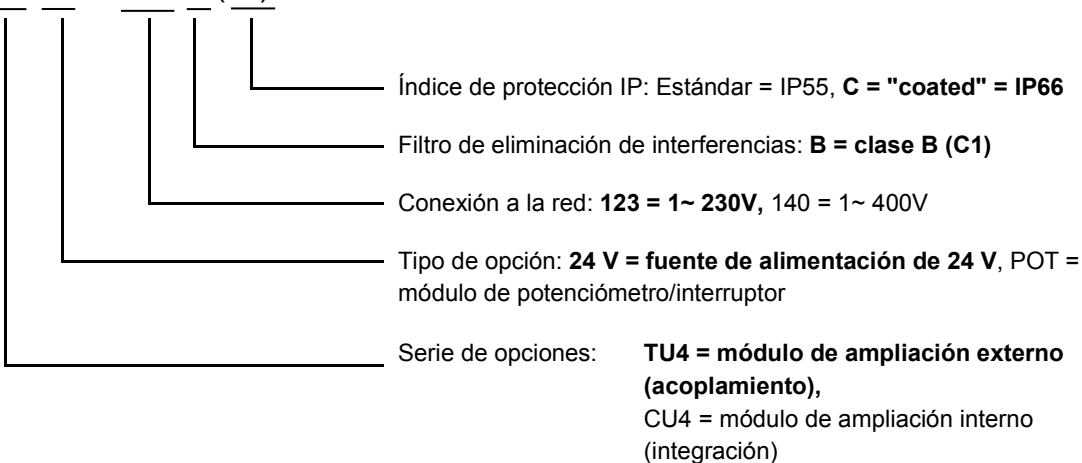 Índice de protección IP: Estándar = IP55, C = "coated" = IP66
Filtro de eliminación de interferencias: B = clase B (C1)
Conexión a la red: 123 = 1~ 230V, 140 = 1~ 400V
Tipo de opción: 24 V = fuente de alimentación de 24 V, POT =
módulo de potenciómetro/interruptor
Serie de opciones: TU4 = módulo de ampliación externo
(acoplamiento),
CU4 = módulo de ampliación interno
(integración)